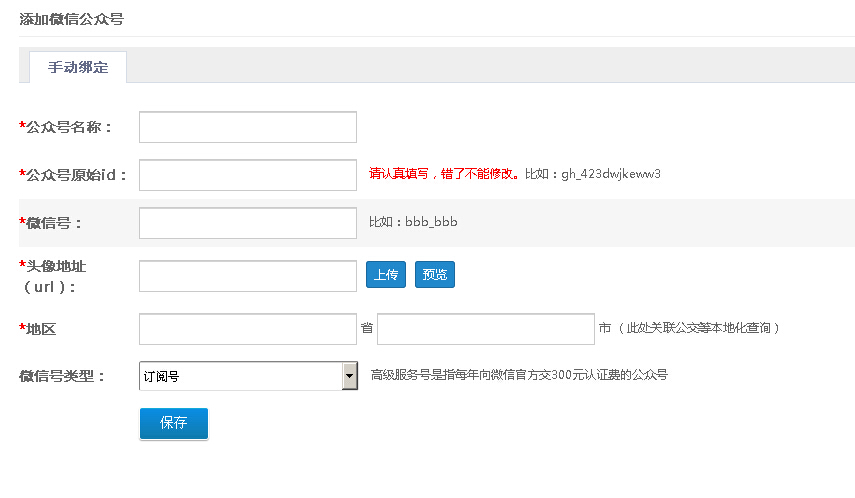 添加微信公众号
手动绑定
*公众号名称：
*公众号原始id： 请认真填写，错了不能修改。比如：gh_423dwjkeww3
*微信号： 比如：bbb_bbb
*头像地址
（url）： 上传 预览
*地区 省 市 （此处关联公交等本地化查询）
微信号类型： 订阅号 高级服务号是指每年向微信官方交300元认证费的公众号
保存